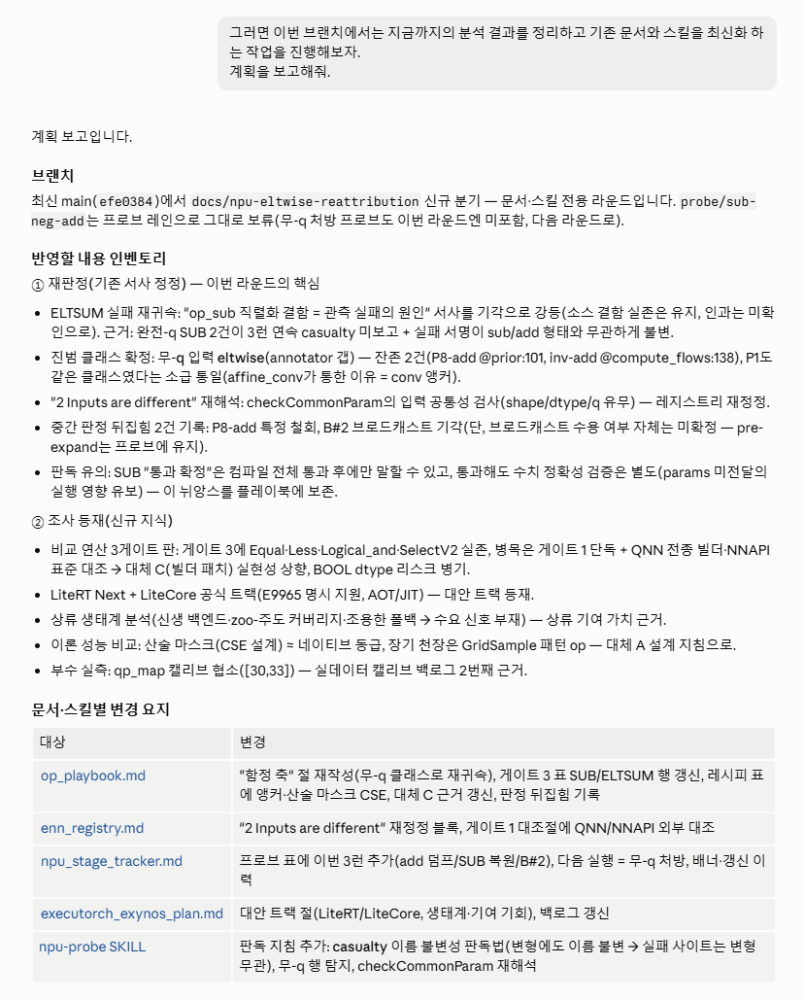 그러면 이번 브랜치에서는 지금까지의 분석 결과를 정리하고 기존 문서와 스킬을 최신화 하
는 작업을 진행해보자.
계획을 보고해줘.
계획 보고입니다.
브랜치
최신 main(efe0384)에서 docs/npu-eltwise-reattribution 신규 분기 — 문서·스킬 전용 라운드입니다. probe/sub-
neg-add는 프로브 레인으로 그대로 보류(무-q 처방 프로브도 이번 라운드엔 미포함, 다음 라운드로).
반영할 내용 인벤토리
① 재판정(기존 서사 정정) — 이번 라운드의 핵심
• ELTSUM 실패 재귀속: "op_sub 직렬화 결함 = 관측 실패의 원인" 서사를 기각으로 강등(소스 결함 실존은 유지, 인과는 미확
인으로). 근거: 완전-q SUB 2건이 3런 연속 casualty 미보고 + 실패 서명이 sub/add 형태와 무관하게 불변.
• 진범 클래스 확정: 무-q 입력 eltwise(annotator 갭) — 잔존 2건(P8-add @prior:101, inv-add @compute_flows:138), P1도
같은 클래스였다는 소급 통일(affine_conv가 통한 이유 = conv 앵커).
• "2 Inputs are different" 재해석: checkCommonParam의 입력 공통성 검사(shape/dtype/q 유무) — 레지스트리 재정정.
• 중간 판정 뒤집힘 2건 기록: P8-add 특정 철회, B#2 브로드캐스트 기각(단, 브로드캐스트 수용 여부 자체는 미확정 — pre-
expand는 프로브에 유지).
• 판독 유의: SUB "통과 확정"은 컴파일 전체 통과 후에만 말할 수 있고, 통과해도 수치 정확성 검증은 별도(params 미전달의
실행 영향 유보) — 이 뉘앙스를 플레이북에 보존.
② 조사 등재(신규 지식)
• 비교 연산 3게이트 판: 게이트 3에 Equal·Less·Logical_and·SelectV2 실존, 병목은 게이트 1 단독 + QNN 전종 빌더·NNAPI
표준 대조 → 대체 C(빌더 패치) 실현성 상향, BOOL dtype 리스크 병기.
• LiteRT Next + LiteCore 공식 트랙(E9965 명시 지원, AOT/JIT) — 대안 트랙 등재.
• 상류 생태계 분석(신생 백엔드·zoo-주도 커버리지·조용한 폴백 → 수요 신호 부재) — 상류 기여 가치 근거.
• 이론 성능 비교: 산술 마스크(CSE 설계) ≈ 네이티브 동급, 장기 천장은 GridSample 패턴 op — 대체 A 설계 지침으로.
• 부수 실측: qp_map 캘리브 협소([30,33]) — 실데이터 캘리브 백로그 2번째 근거.
문서·스킬별 변경 요지
대상 변경
op_playbook.md "함정 축" 절 재작성(무-q 클래스로 재귀속), 게이트 3 표 SUB/ELTSUM 행 갱신, 레시피 표
에 앵커·산술 마스크 CSE, 대체 C 근거 갱신, 판정 뒤집힘 기록
enn_registry.md "2 Inputs are different" 재정정 블록, 게이트 1 대조절에 QNN/NNAPI 외부 대조
npu_stage_tracker.md 프로브 표에 이번 3런 추가(add 덤프/SUB 복원/B#2), 다음 실행 = 무-q 처방, 배너·갱신 이
력
executorch_exynos_plan.md 대안 트랙 절(LiteRT/LiteCore, 생태계·기여 기회), 백로그 갱신
npu-probe SKILL 판독 지침 추가: casualty 이름 불변성 판독법(변형에도 이름 불변 → 실패 사이트는 변형
무관), 무-q 행 탐지, checkCommonParam 재해석